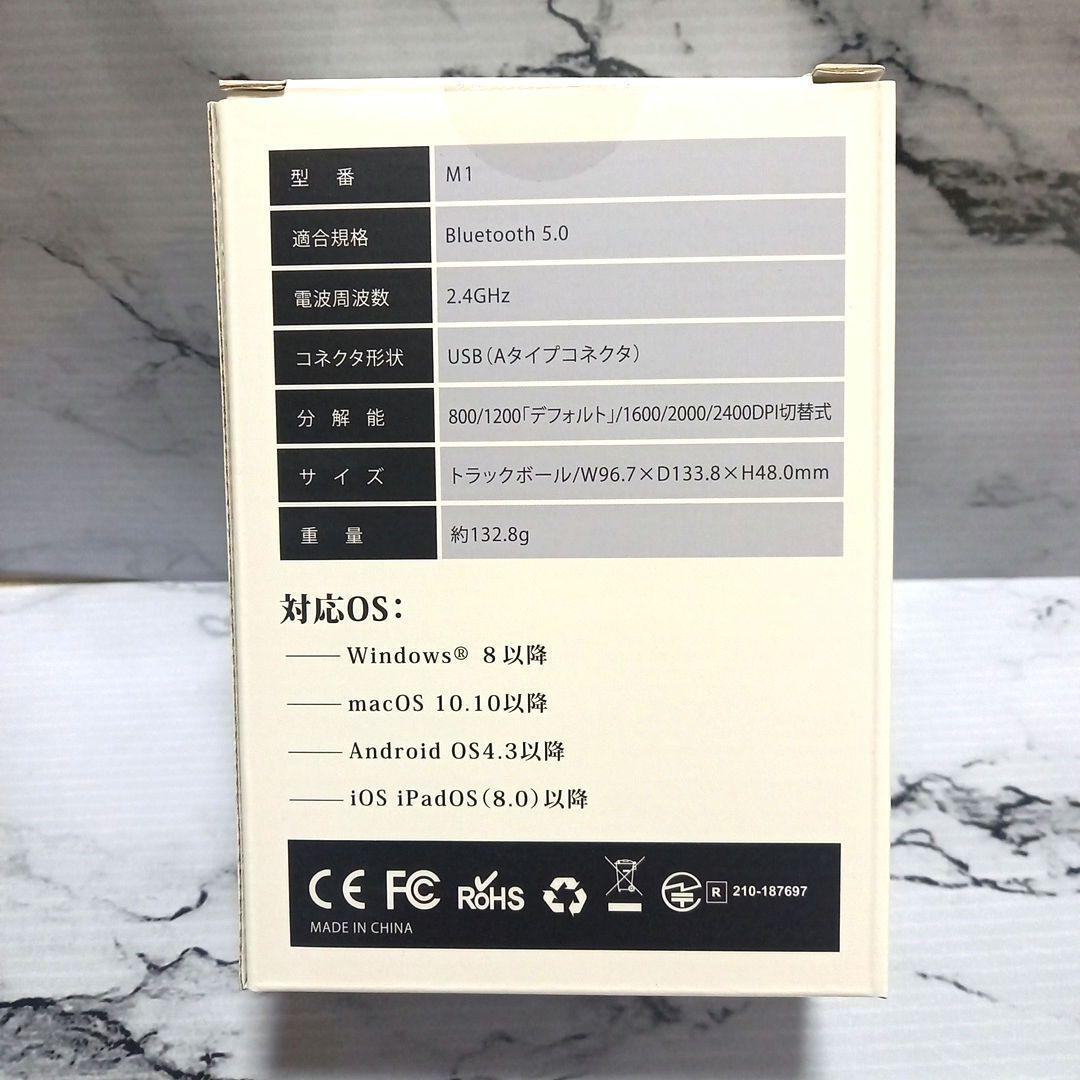 型番 M1
適合規格 Bluetooth 5.0
電波周波数 2.4GHz
コネクタ形状 USB(Aタイプコネクタ)
分解能 800/1200「デフォルト」/1600/2000/2400DPI切替式
サイズ トラックボール/W96.7×D133.8×H48.0mm
重量 約132.8g
対応OS:
Windows® 8以降
macOS 10.10以降
Android OS4.3以降
iOS iPadOS(8.0)以降
CE FC RoHS R 210-187697
MADE IN CHINA